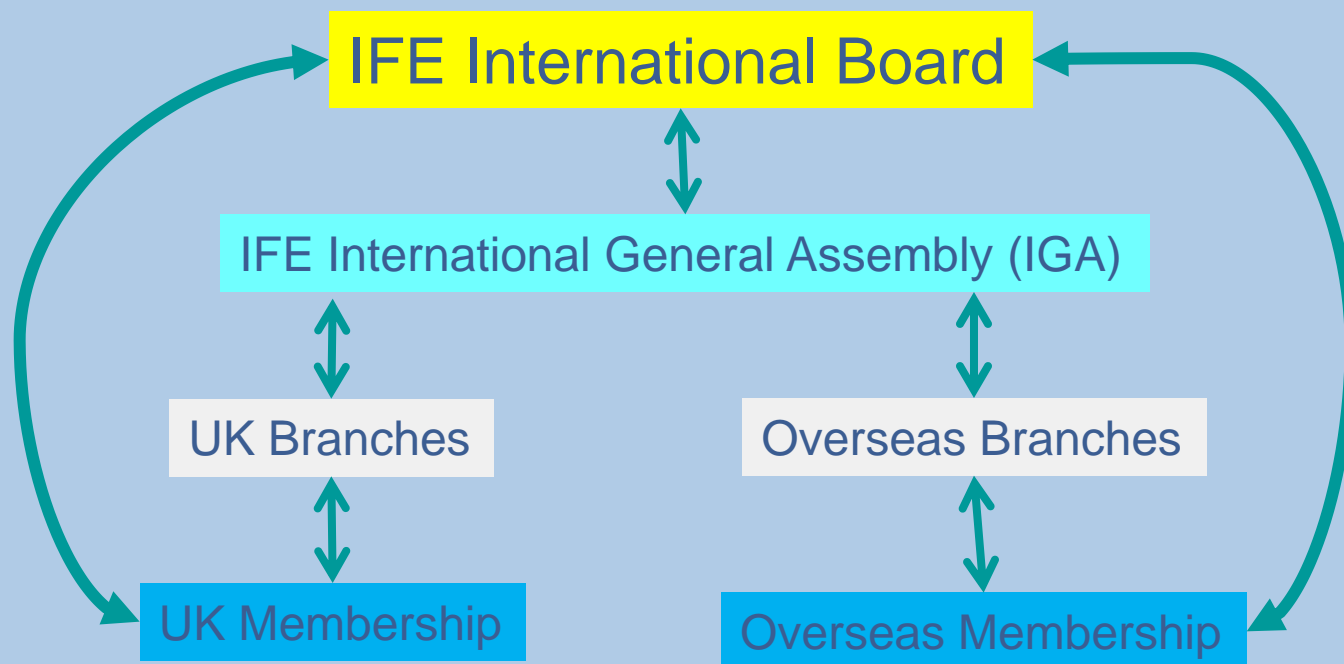 IFE International Board
IFE International General Assembly (IGA)
UK Branches
Overseas Branches
UK Membership
Overseas Membership